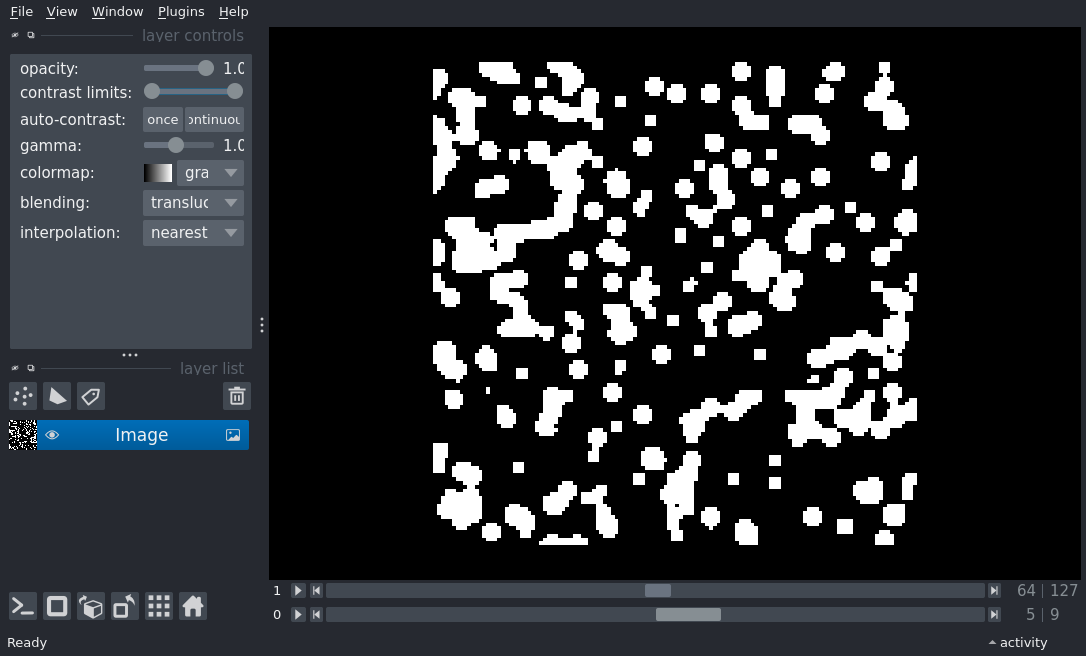 File View Window Plugins Help
layer controls
opacity: 1.0
contrast limits:
auto-contrast: once ontinuou
gamma: 1.0
colormap: gra
blending: transluc
interpolation: nearest
layer list
Image
1 64 | 127
0 5 | 9
Ready activity